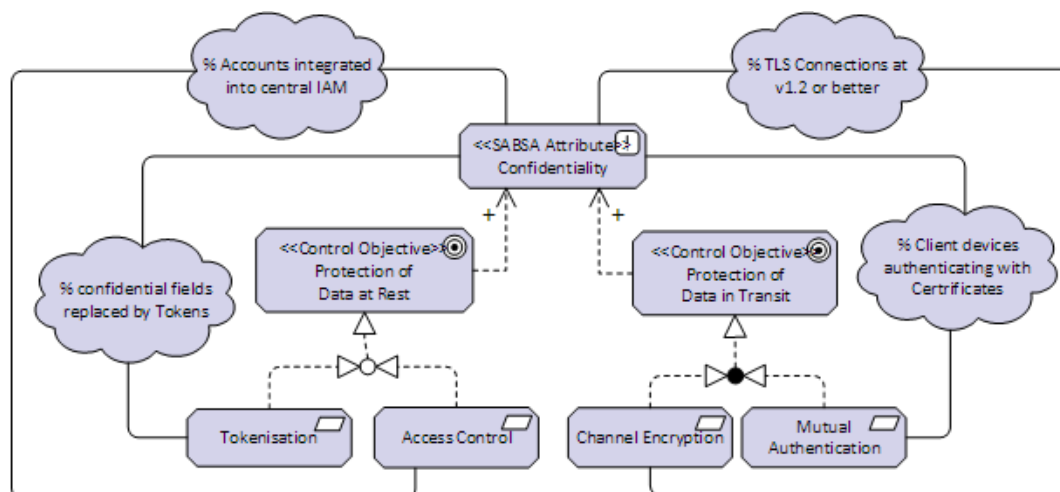 % Accounts integrated
into central IAM
% TLS Connections at
v1.2 or better
<<SABSA Attribute>>
Confidentiality
+
+
<<Control Objective>>
Protection of
Data at Rest
<<Control Objective>>
Protection of
Data in Transit
% Client devices
authenticating with
Certrificates
% confidential fields
replaced by Tokens
Tokenisation
Access Control
Channel Encryption
Mutual
Authentication